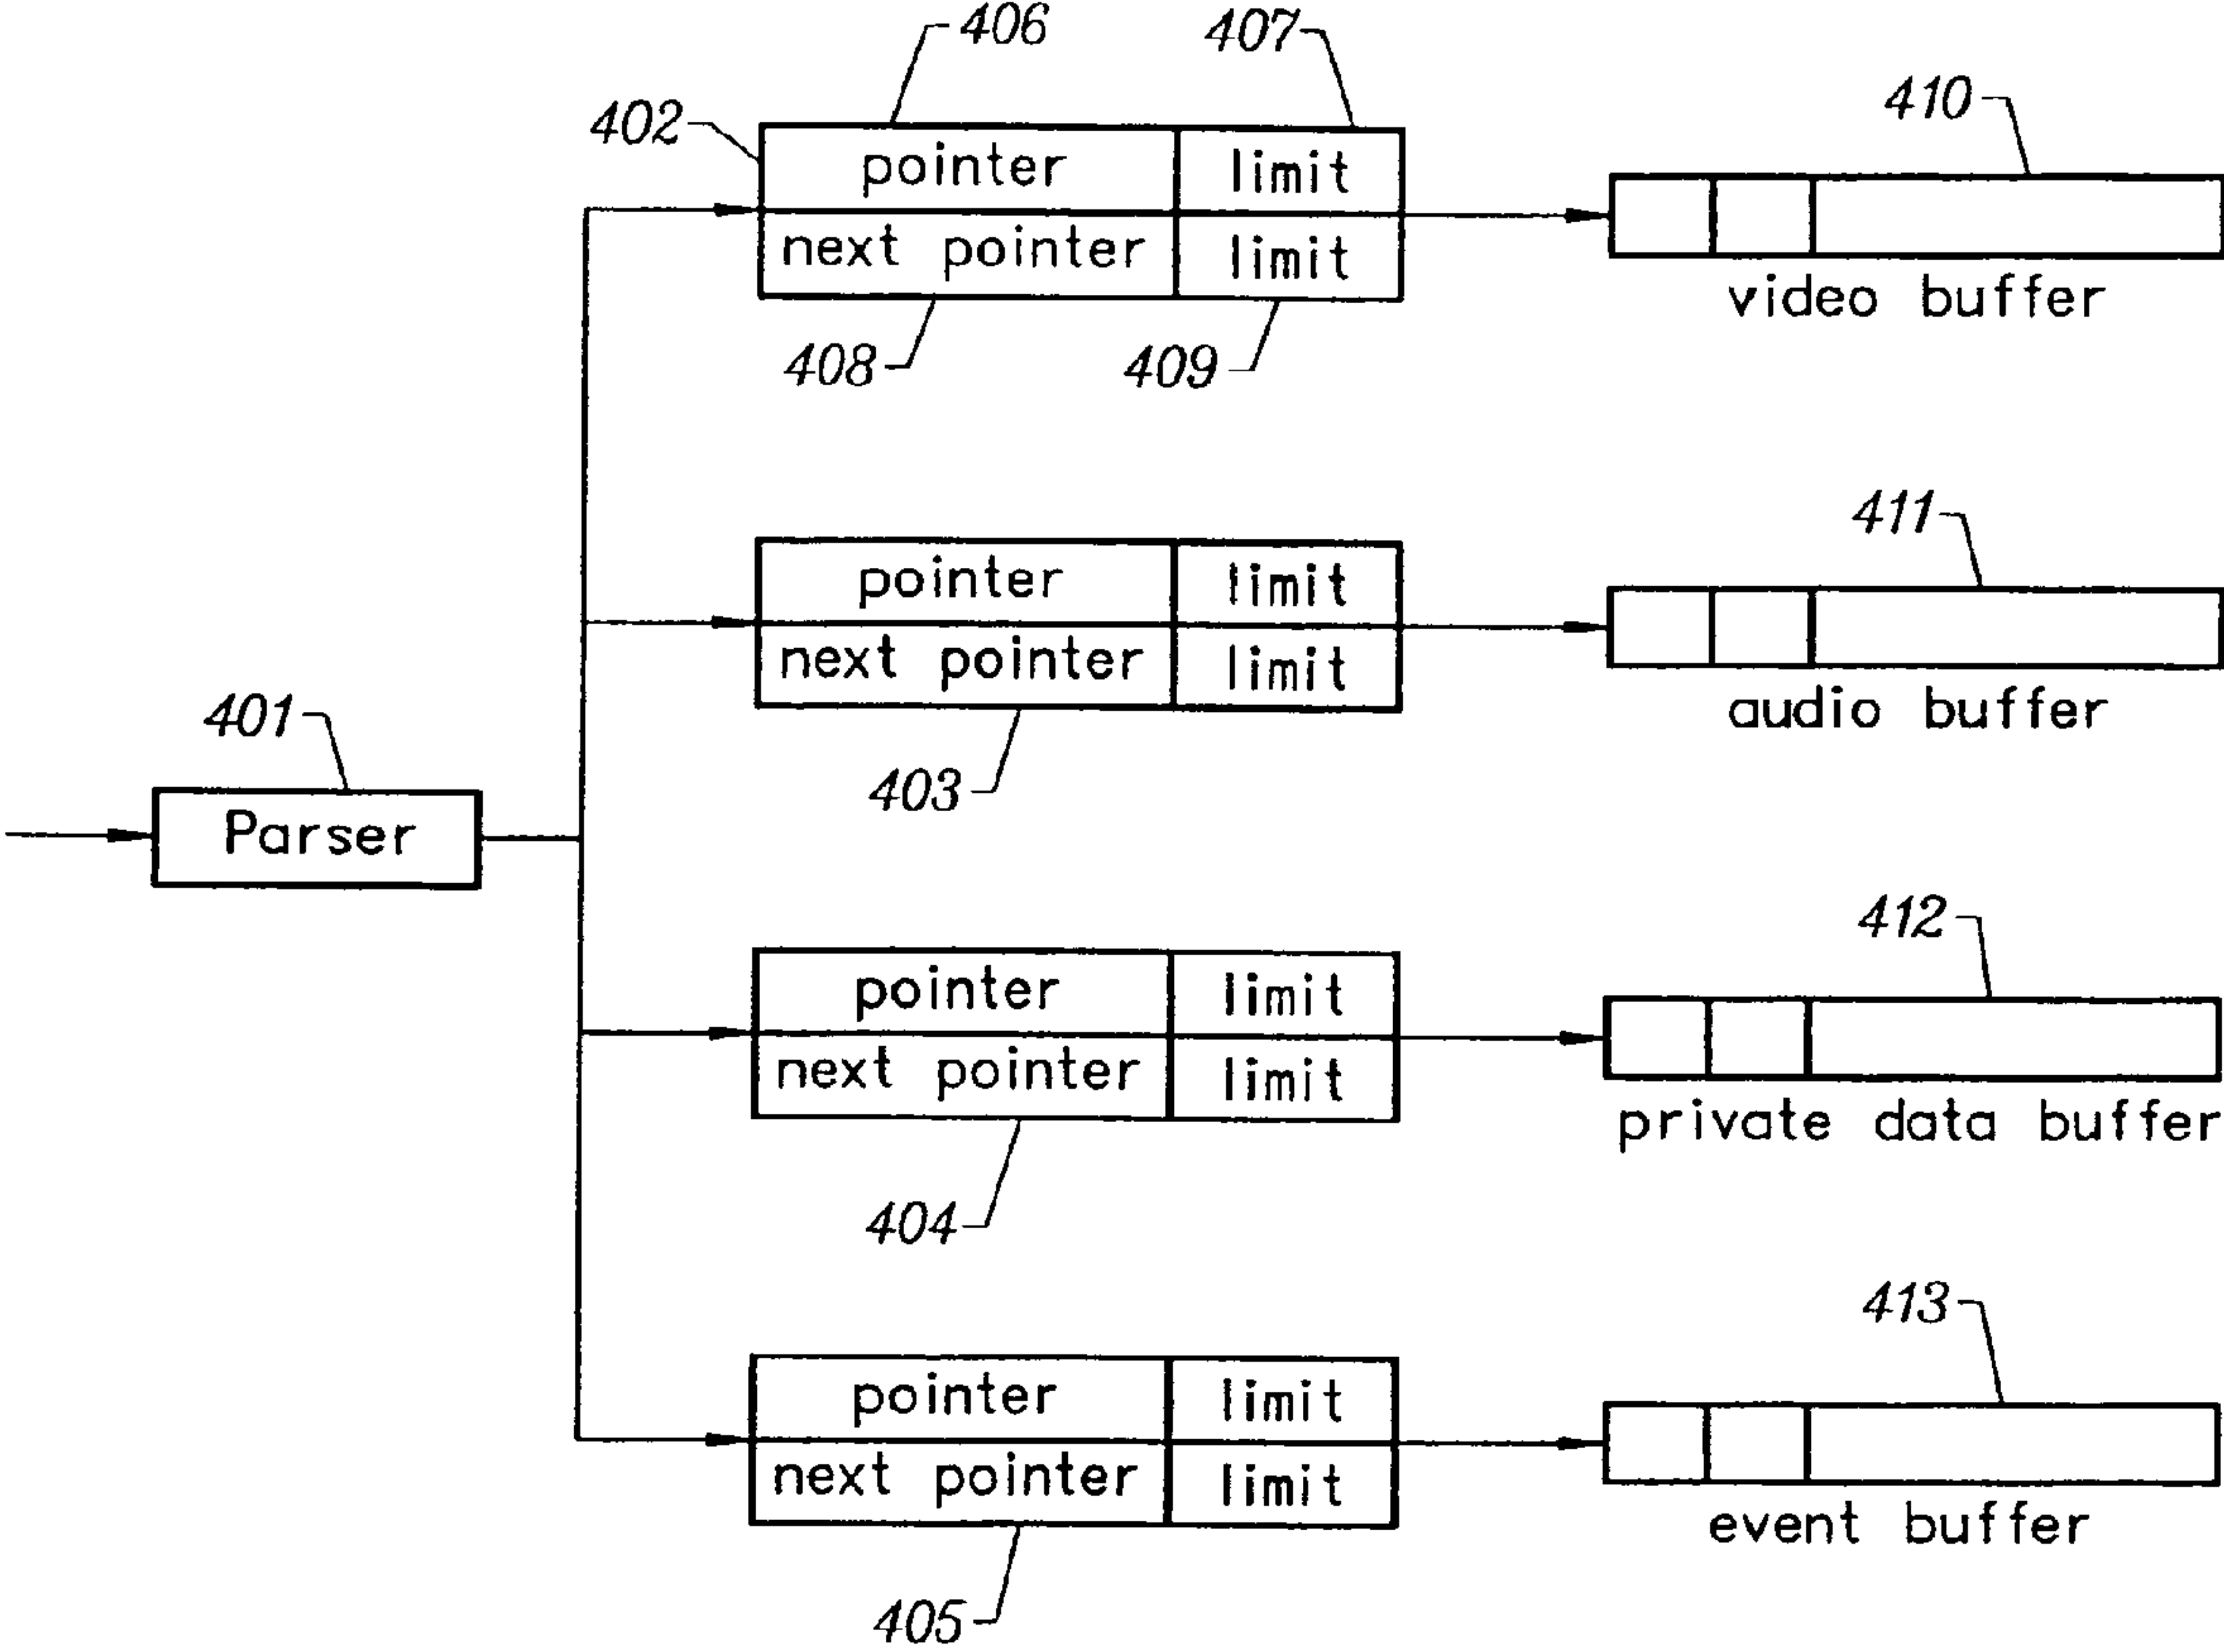 406
407
402
410
pointer limit
next pointer limit
video buffer
408
409
411
pointer limit
next pointer limit
audio buffer
403
401
Parser
412
pointer limit
next pointer limit
private data buffer
404
413
pointer limit
next pointer limit
event buffer
405